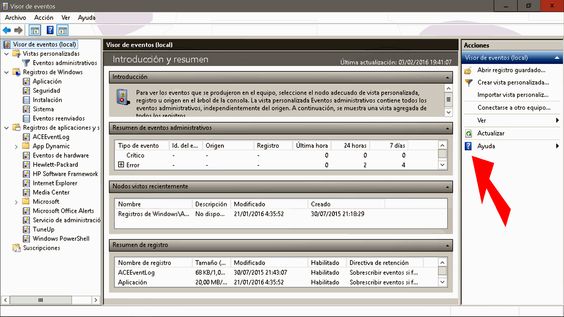 Visor de eventos
Archivo Acción Ver Ayuda
Visor de eventos (local)
Vistas personalizadas
Eventos administrativos
Registros de Windows
Aplicación
Seguridad
Instalación
Sistema
Eventos reenviados
Registros de aplicaciones y s
ACEEventLog
App Dynamic
Eventos de hardware
Hewlett-Packard
HP Software Framework
Internet Explorer
Media Center
Microsoft
Microsoft Office Alerts
Servicio de administració
TuneUp
Windows PowerShell
Suscripciones
Visor de eventos (local)
Introducción y resumen
Última actualización: 03/02/2016 19:41:07
Introducción
Para ver los eventos que se produjeron en el equipo, seleccione el nodo adecuado de vista personalizada,
registro u origen en el árbol de la consola. La vista personalizada Eventos administrativos contiene todos los
eventos administrativos, independientemente del origen. A continuación, se muestra una vista agregada de
todos los registros.
Resumen de eventos administrativos
Tipo de evento Id. del e... Origen Registro Última hora 24 horas 7 días
Crítico - - - 0 0 0
Error - - - 0 2 4
Nodos vistos recientemente
Nombre Descripción Modificado Creado
Registros de Windows\A... No dispo... 21/01/2016 4:35:52 30/07/2015 21:18:29
Resumen de registro
Nombre de registro Tamaño (... Modificado Habilitado Directiva de retención
ACEEventLog 68 KB/1,0... 30/07/2015 21:43:07 Habilitado Sobrescribir eventos si f...
Aplicación 20,00 MB/... 21/01/2016 4:35:52 Habilitado Sobrescribir eventos si f...
Acciones
Visor de eventos (local)
Abrir registro guardado...
Crear vista personalizad...
Importar vista personaliz...
Conectarse a otro equipo...
Ver
Actualizar
Ayuda